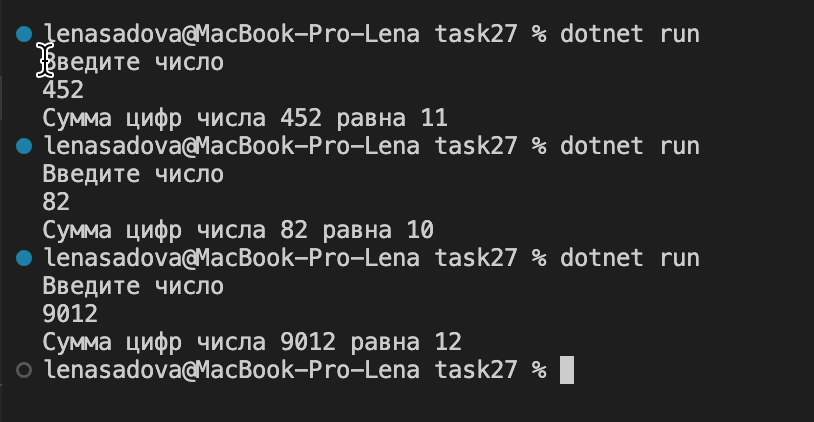 lenasadova@MacBook-Pro-Lena task27 % dotnet run
Введите число
452
Сумма цифр числа 452 равна 11
lenasadova@MacBook-Pro-Lena task27 % dotnet run
Введите число
82
Сумма цифр числа 82 равна 10
lenasadova@MacBook-Pro-Lena task27 % dotnet run
Введите число
9012
Сумма цифр числа 9012 равна 12
lenasadova@MacBook-Pro-Lena task27 %